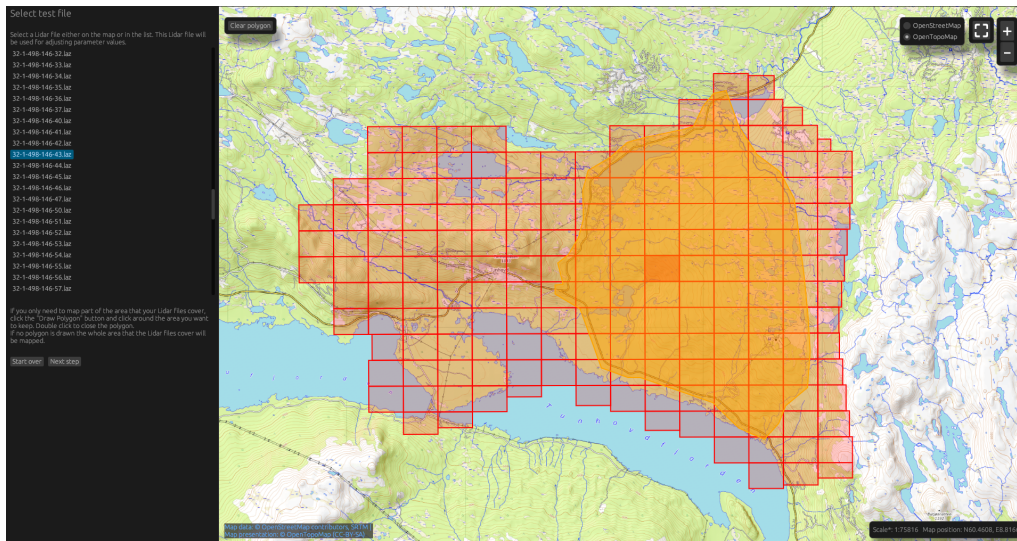 Select test file
Select a Lidar file either on the map or in the list. This Lidar file will
be used for adjusting parameter values.
32-1-498-146-32.laz
32-1-498-146-33.laz
32-1-498-146-34.laz
32-1-498-146-35.laz
32-1-498-146-36.laz
32-1-498-146-37.laz
32-1-498-146-40.laz
32-1-498-146-41.laz
32-1-498-146-42.laz
32-1-498-146-43.laz
32-1-498-146-44.laz
32-1-498-146-45.laz
32-1-498-146-46.laz
32-1-498-146-47.laz
32-1-498-146-50.laz
32-1-498-146-51.laz
32-1-498-146-52.laz
32-1-498-146-53.laz
32-1-498-146-54.laz
32-1-498-146-55.laz
32-1-498-146-56.laz
32-1-498-146-57.laz
If you only need to map part of the area that your Lidar files cover,
click the "Draw Polygon" button and click around the area you want
to keep. Double click to close the polygon.
If no polygon is drawn the whole area that the Lidar files cover will
be mapped.
Start over Next step
Clear polygon
OpenStreetMap
OpenTopoMap
+
−
Map data: © OpenStreetMap contributors, SRTM |
Map presentation: © OpenTopoMap (CC-BY-SA)
Scale*: 1:75816 Map position: N60.4608, E8.816